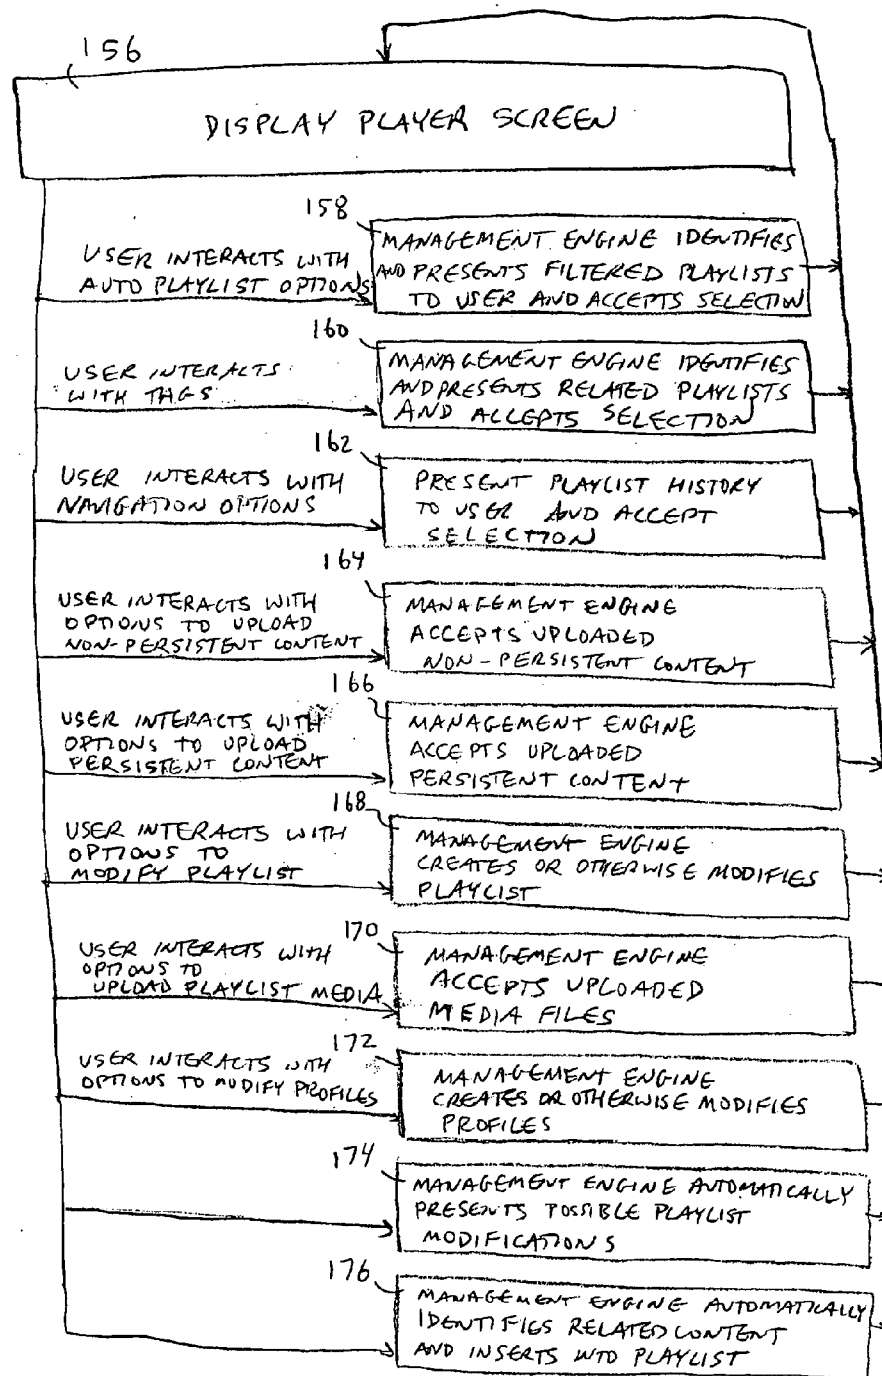 156
DISPLAY PLAYER SCREEN
158
USER INTERACTS WITH
AUTO PLAYLIST OPTIONS
MANAGEMENT ENGINE IDENTIFIES
AND PRESENTS FILTERED PLAYLISTS
TO USER AND ACCEPTS SELECTION
160
USER INTERACTS
WITH TAGS
MANAGEMENT ENGINE IDENTIFIES
AND PRESENTS RELATED PLAYLISTS
AND ACCEPTS SELECTION
162
USER INTERACTS WITH
NAVIGATION OPTIONS
PRESENT PLAYLIST HISTORY
TO USER AND ACCEPT
SELECTION
164
USER INTERACTS WITH
OPTIONS TO UPLOAD
NON-PERSISTENT CONTENT
MANAGEMENT ENGINE
ACCEPTS UPLOADED
NON-PERSISTENT CONTENT
166
USER INTERACTS WITH
OPTIONS TO UPLOAD
PERSISTENT CONTENT
MANAGEMENT ENGINE
ACCEPTS UPLOADED
PERSISTENT CONTENT
168
USER INTERACTS WITH
OPTIONS TO
MODIFY PLAYLIST
MANAGEMENT ENGINE
CREATES OR OTHERWISE MODIFIES
PLAYLIST
170
USER INTERACTS WITH
OPTIONS TO
UPLOAD PLAYLIST MEDIA
MANAGEMENT ENGINE
ACCEPTS UPLOADED
MEDIA FILES
172
USER INTERACTS WITH
OPTIONS TO MODIFY PROFILES
MANAGEMENT ENGINE
CREATES OR OTHERWISE MODIFIES
PROFILES
174
MANAGEMENT ENGINE AUTOMATICALLY
PRESENTS POSSIBLE PLAYLIST
MODIFICATIONS
176
MANAGEMENT ENGINE AUTOMATICALLY
IDENTIFIES RELATED CONTENT
AND INSERTS INTO PLAYLIST